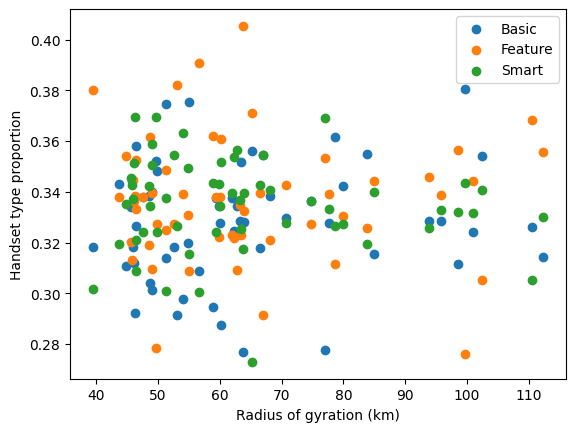 0.40
0.38
0.36
0.34
0.32
0.30
0.28
Handset type proportion
Basic
Feature
Smart
40 50 60 70 80 90 100 110
Radius of gyration (km)